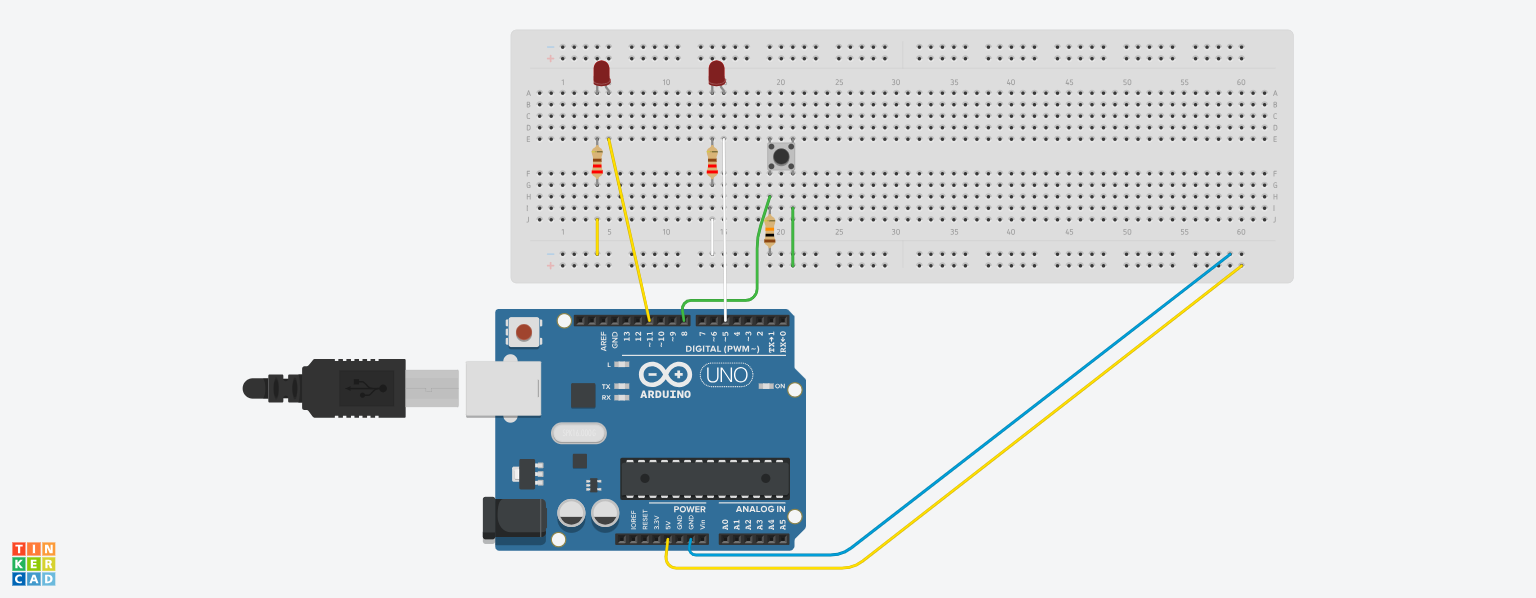 1 5 10 15 20 25 30 35 40 45 50 55 60
A A
B B
C C
D D
E E
F F
G G
H H
I I
J J
1 5 10 15 20 25 30 35 40 45 50 55 60
AREF GND 13 12 ~11 ~10 ~9 8 7 ~6 ~5 4 ~3 2 TX→1 RX←0
DIGITAL (PWM~)
L
TX
RX
UNO
ON
ARDUINO
POWER ANALOG IN
IOREF RESET 3.3V 5V GND GND Vin A0 A1 A2 A3 A4 A5
TIN
KER
CAD